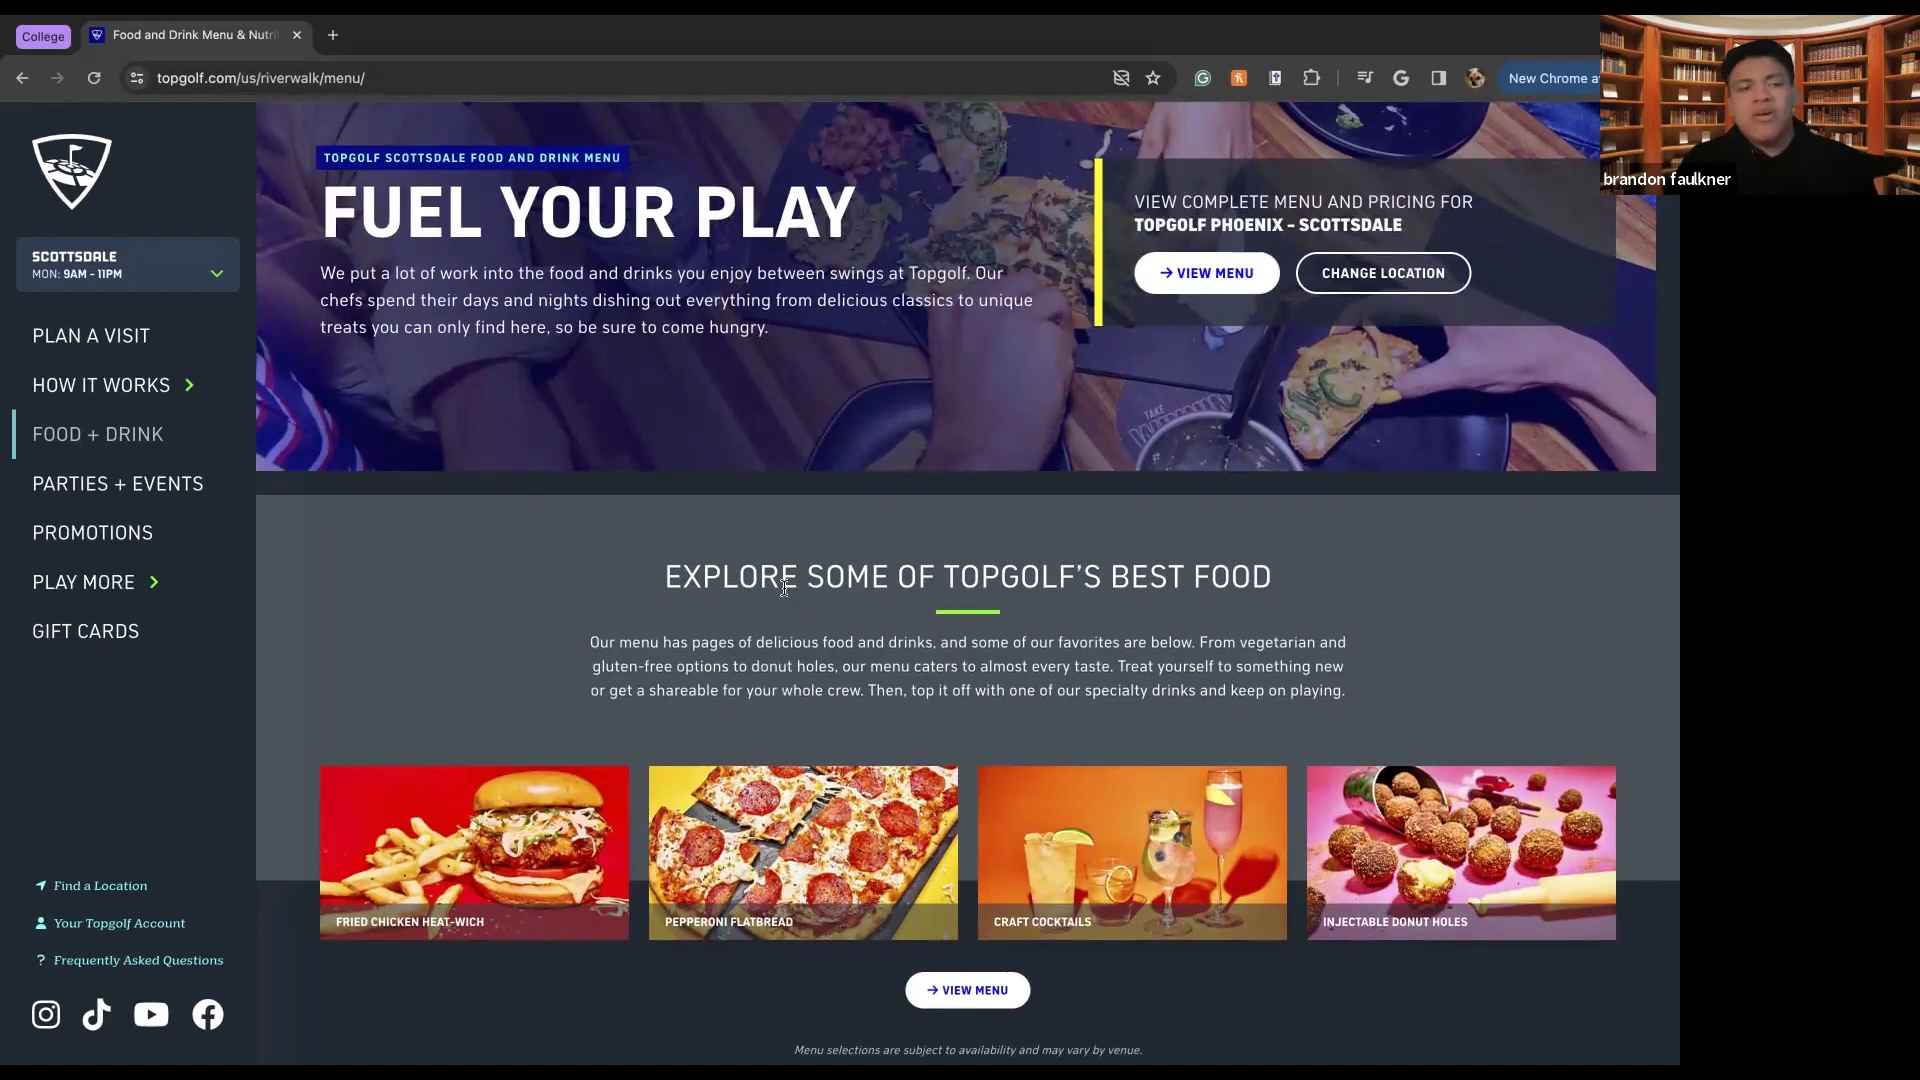 College
Food and Drink Menu & Nutri
topgolf.com/us/riverwalk/menu/
New Chrome a
brandon faulkner
SCOTTSDALE
MON: 9AM - 11PM
PLAN A VISIT
HOW IT WORKS
FOOD + DRINK
PARTIES + EVENTS
PROMOTIONS
PLAY MORE
GIFT CARDS
Find a Location
Your Topgolf Account
Frequently Asked Questions
TOPGOLF SCOTTSDALE FOOD AND DRINK MENU
FUEL YOUR PLAY
We put a lot of work into the food and drinks you enjoy between swings at Topgolf. Our
chefs spend their days and nights dishing out everything from delicious classics to unique
treats you can only find here, so be sure to come hungry.
VIEW COMPLETE MENU AND PRICING FOR
TOPGOLF PHOENIX - SCOTTSDALE
VIEW MENU
CHANGE LOCATION
EXPLORE SOME OF TOPGOLF'S BEST FOOD
Our menu has pages of delicious food and drinks, and some of our favorites are below. From vegetarian and
gluten-free options to donut holes, our menu caters to almost every taste. Treat yourself to something new
or get a shareable for your whole crew. Then, top it off with one of our specialty drinks and keep on playing.
FRIED CHICKEN HEAT-WICH
PEPPERONI FLATBREAD
CRAFT COCKTAILS
INJECTABLE DONUT HOLES
VIEW MENU
Menu selections are subject to availability and may vary by venue.